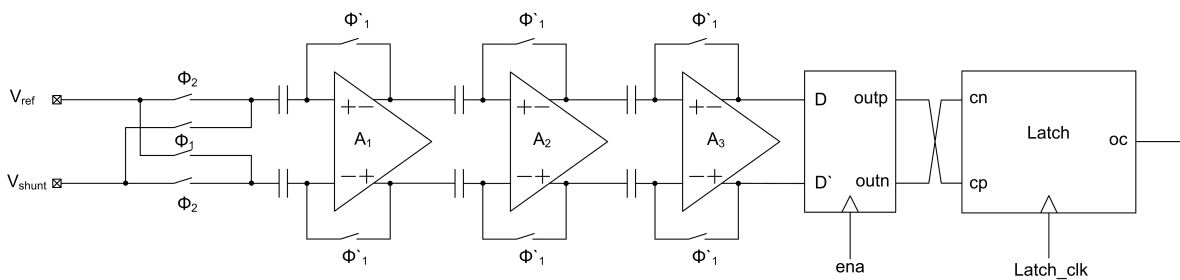 Φ`1 Φ`1 Φ`1
Φ2
Vref
D outp cn
+ − + − + −
A1 A2 A3 Latch
Φ1 oc
Vshunt
− + − + − +
D` outn cp
Φ2
Φ`1 Φ`1 Φ`1
ena Latch_clk